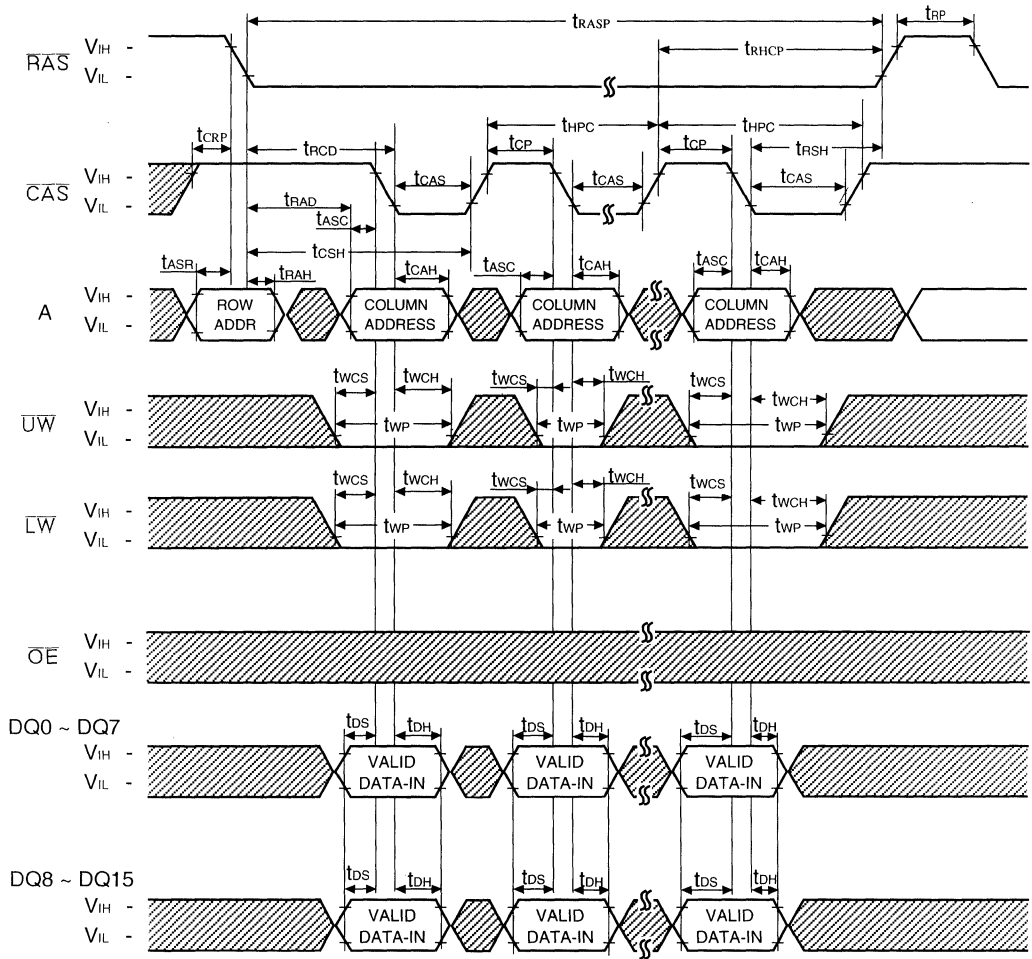 tRASP
tRP
RAS
VIH -
VIL -
tRHCP
tCRP
tRCD
tCP
tHPC
tCP
tHPC
tRSH
CAS
VIH -
VIL -
tCAS
tCAS
tCAS
tRAD
tASC
tCSH
tASR
tRAH
tCAH
tASC
tCAH
tASC
tCAH
A
VIH -
VIL -
ROW
ADDR
COLUMN
ADDRESS
COLUMN
ADDRESS
COLUMN
ADDRESS
UW
VIH -
VIL -
tWCS
tWCH
tWP
tWCS
tWCH
tWP
tWCS
tWCH
tWP
LW
VIH -
VIL -
tWCS
tWCH
tWP
tWCS
tWCH
tWP
tWCS
tWCH
tWP
OE
VIH -
VIL -
DQ0 ~ DQ7
VIH -
VIL -
tDS
tDH
tDS
tDH
tDS
tDH
VALID
DATA-IN
VALID
DATA-IN
VALID
DATA-IN
DQ8 ~ DQ15
VIH -
VIL -
tDS
tDH
tDS
tDH
tDS
tDH
VALID
DATA-IN
VALID
DATA-IN
VALID
DATA-IN